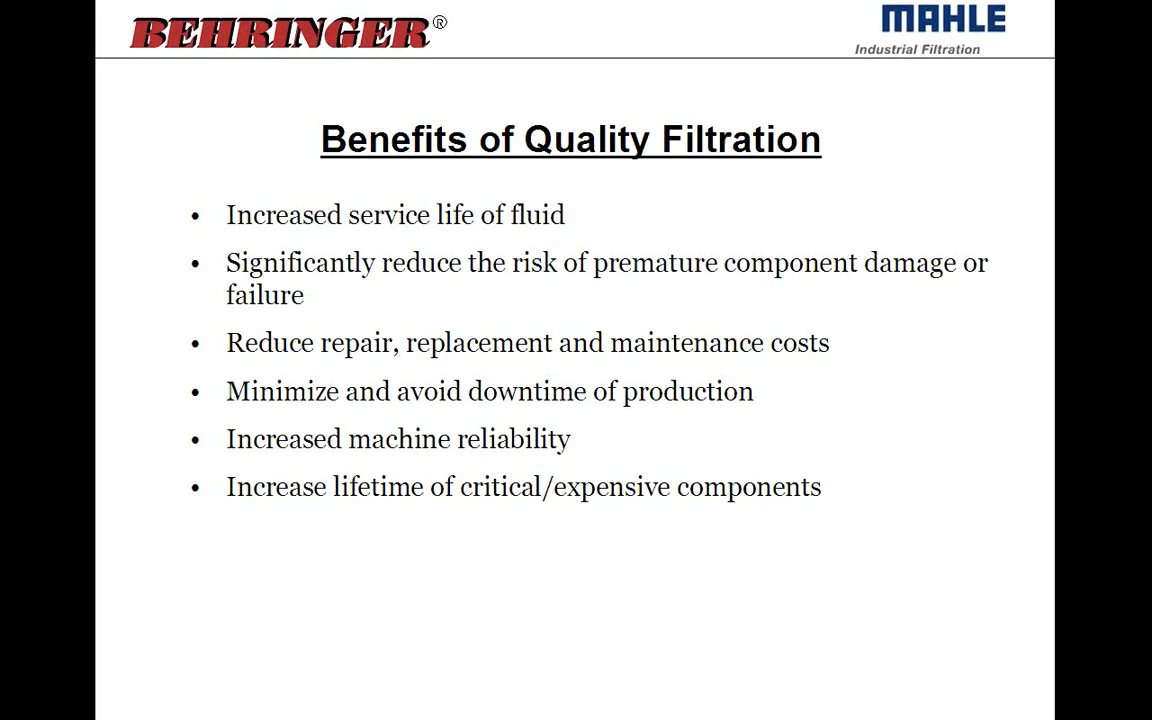 BEHRINGER®
MAHLE
Industrial Filtration
Benefits of Quality Filtration
• Increased service life of fluid
• Significantly reduce the risk of premature component damage or
failure
• Reduce repair, replacement and maintenance costs
• Minimize and avoid downtime of production
• Increased machine reliability
• Increase lifetime of critical/expensive components